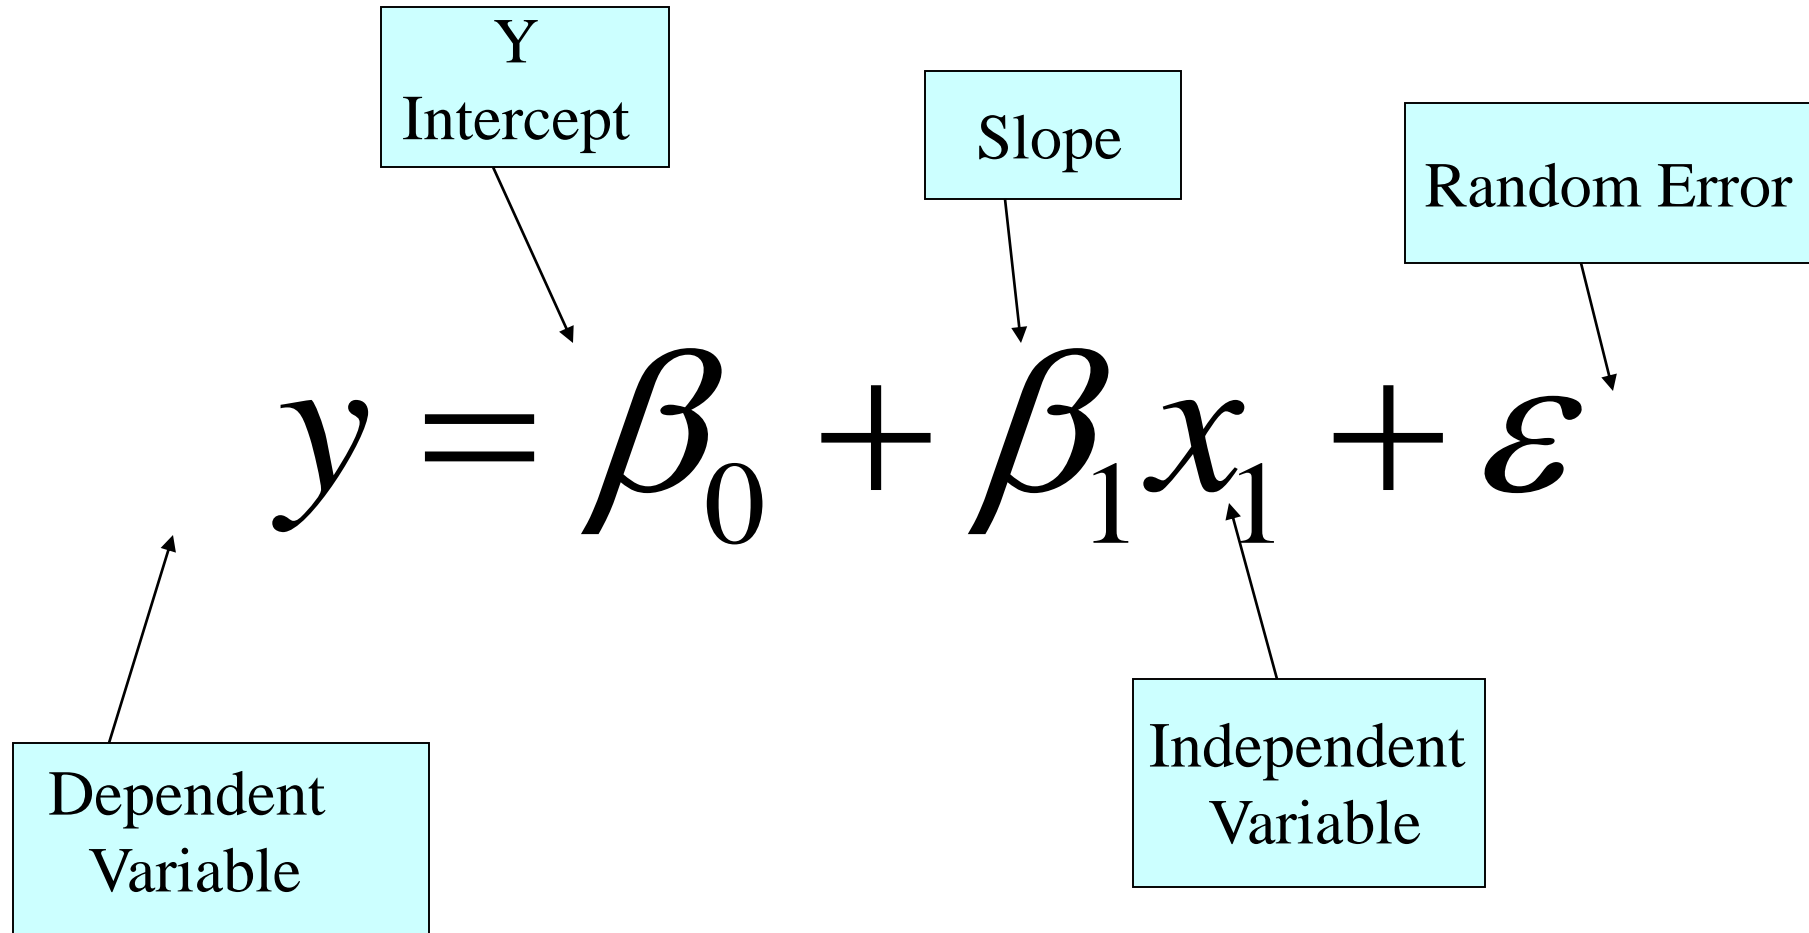 Y
Intercept
Slope
Random Error
y = β₀ + β₁x₁ + ε
Dependent
Variable
Independent
Variable